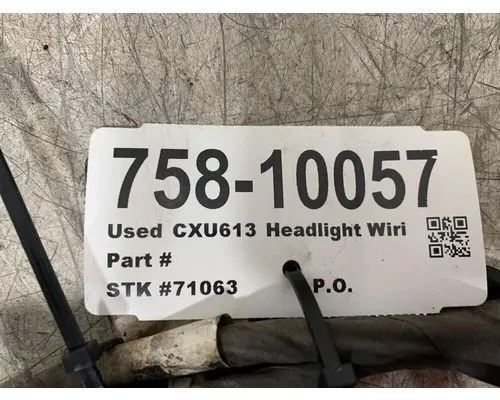 758-10057
Used CXU613 Headlight Wiri
Part #
STK #71063 P.O.